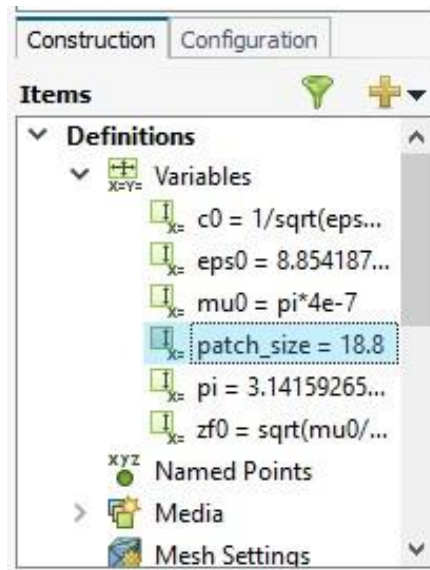 Construction Configuration
Items
Definitions
X=Y= Variables
X= c0 = 1/sqrt(eps...
X= eps0 = 8.854187...
X= mu0 = pi*4e-7
X= patch_size = 18.8
X= pi = 3.14159265...
X= zf0 = sqrt(mu0/...
xyz Named Points
Media
Mesh Settings